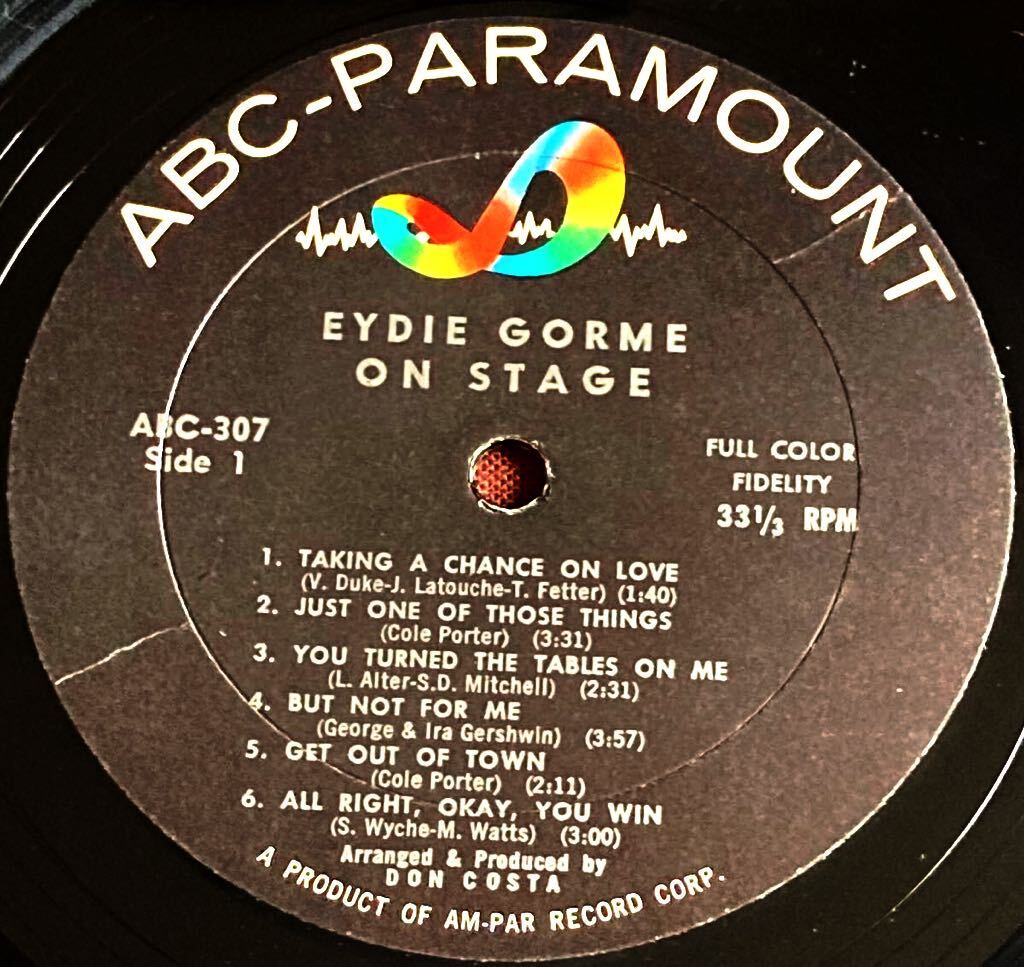 ABC-PARAMOUNT
EYDIE GORME
ON STAGE
ABC-307
Side 1
FULL COLOR
FIDELITY
33 1/3 RPM
1. TAKING A CHANCE ON LOVE
(V. Duke-J. Latouche-T. Fetter) (1:40)
2. JUST ONE OF THOSE THINGS
(Cole Porter) (3:31)
3. YOU TURNED THE TABLES ON ME
(L. Alter-S.D. Mitchell) (2:31)
4. BUT NOT FOR ME
(George & Ira Gershwin) (3:57)
5. GET OUT OF TOWN
(Cole Porter) (2:11)
6. ALL RIGHT, OKAY, YOU WIN
(S. Wyche-M. Watts) (3:00)
Arranged & Produced by
DON COSTA
A PRODUCT OF AM-PAR RECORD CORP.